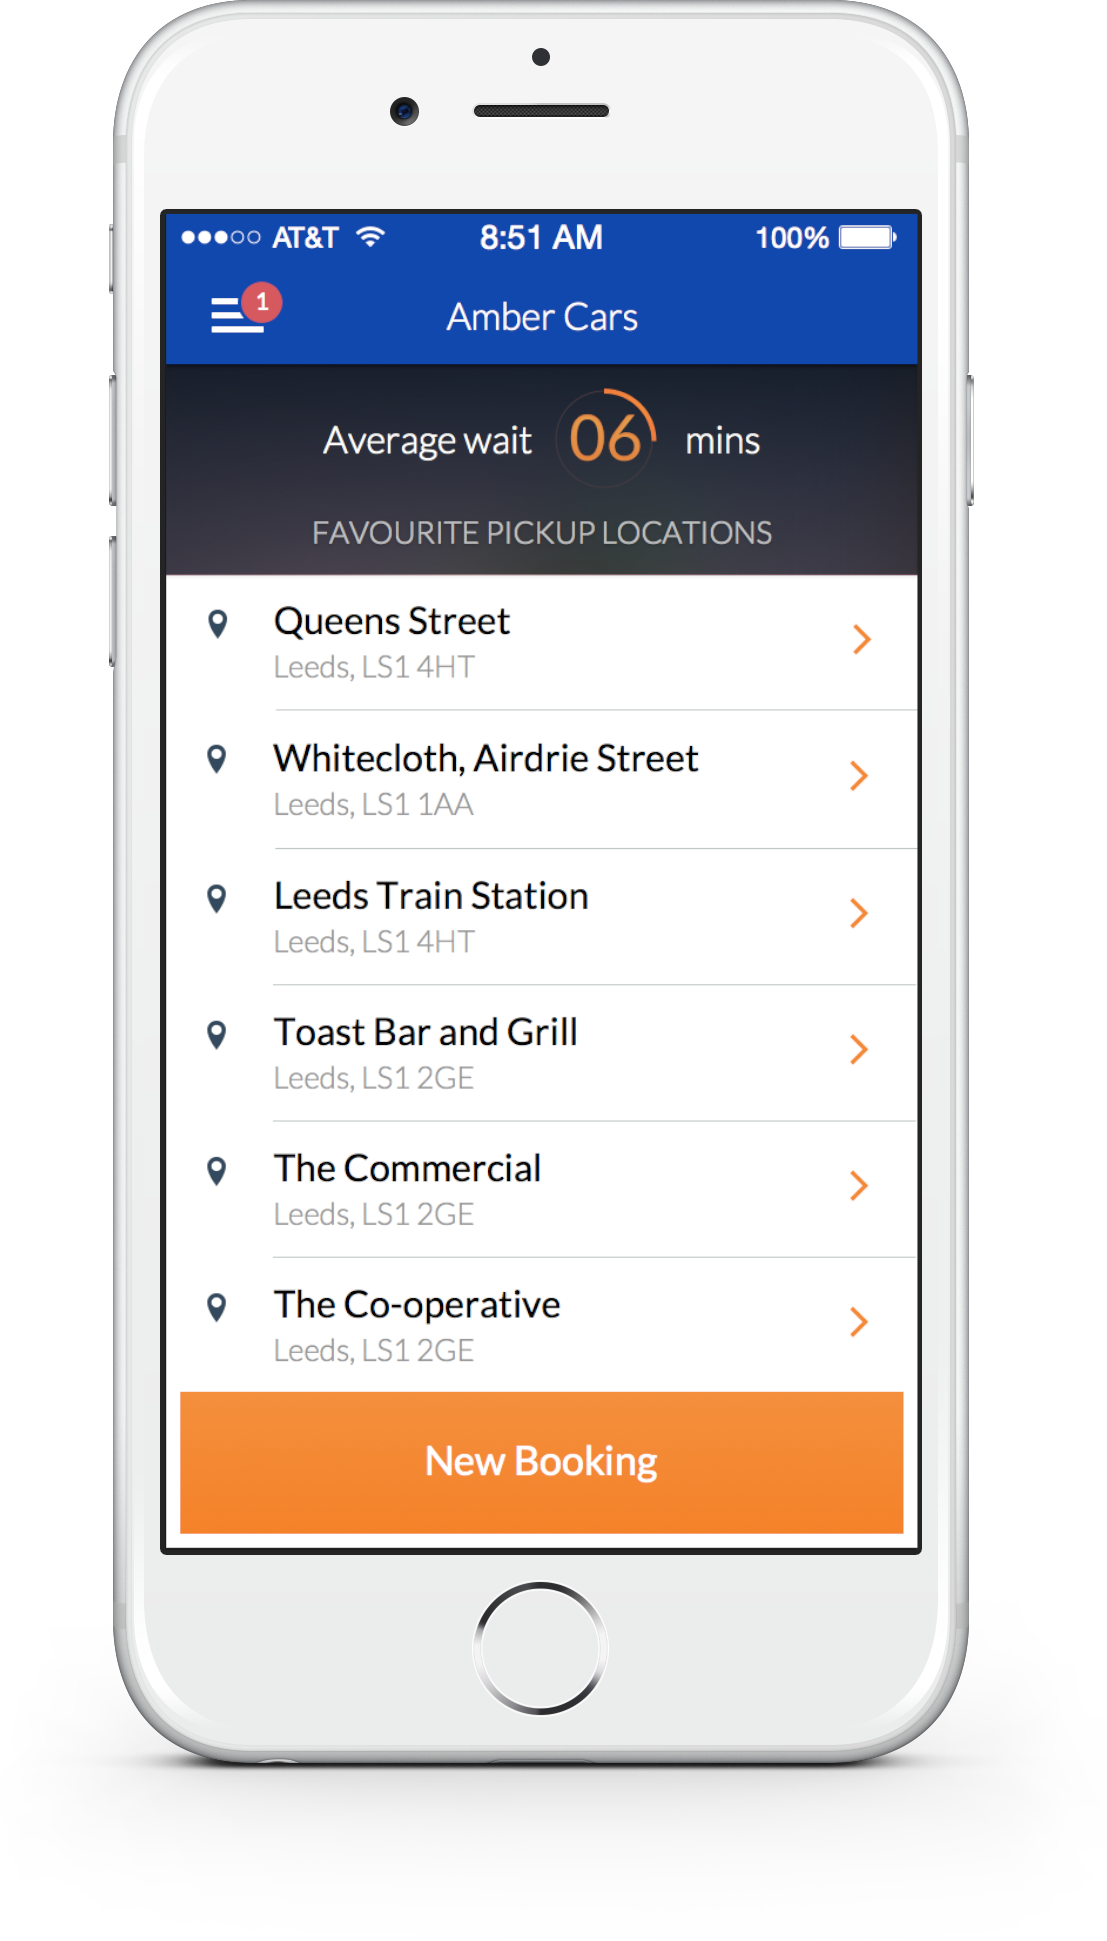 AT&T 8:51 AM 100%
1
Amber Cars
Average wait 06 mins
FAVOURITE PICKUP LOCATIONS
Queens Street
Leeds, LS1 4HT
Whitecloth, Airdrie Street
Leeds, LS1 1AA
Leeds Train Station
Leeds, LS1 4HT
Toast Bar and Grill
Leeds, LS1 2GE
The Commercial
Leeds, LS1 2GE
The Co-operative
Leeds, LS1 2GE
New Booking